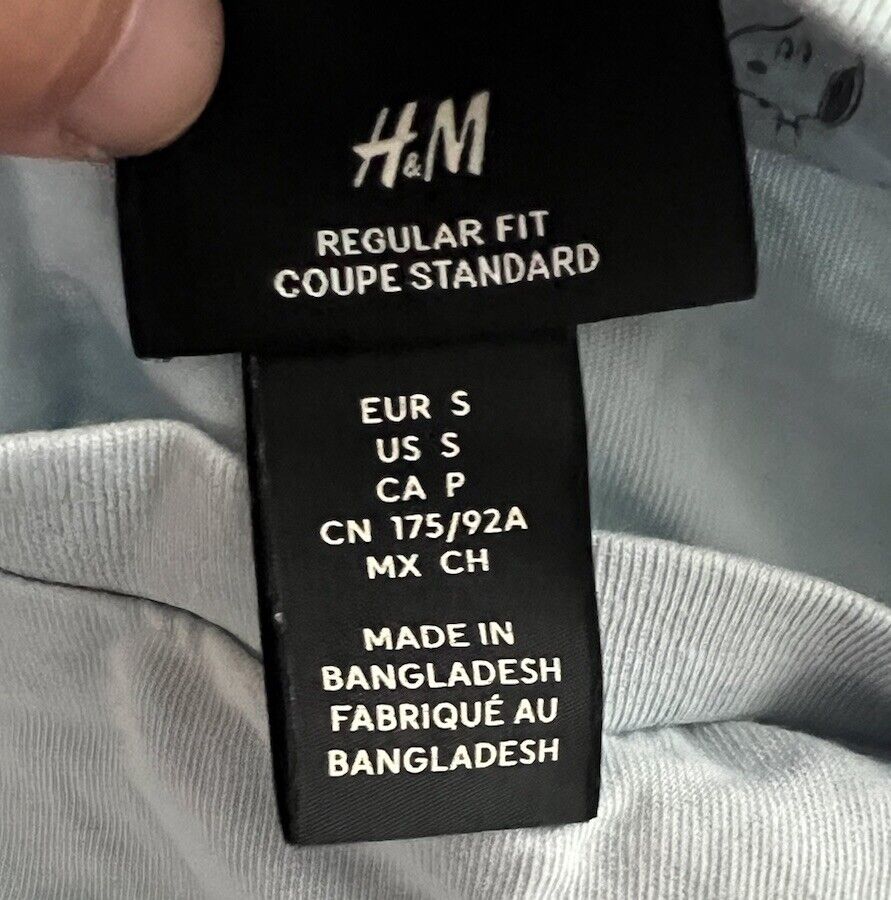 H&M
REGULAR FIT
COUPE STANDARD
EUR S
US S
CA P
CN 175/92A
MX CH
MADE IN
BANGLADESH
FABRIQUÉ AU
BANGLADESH